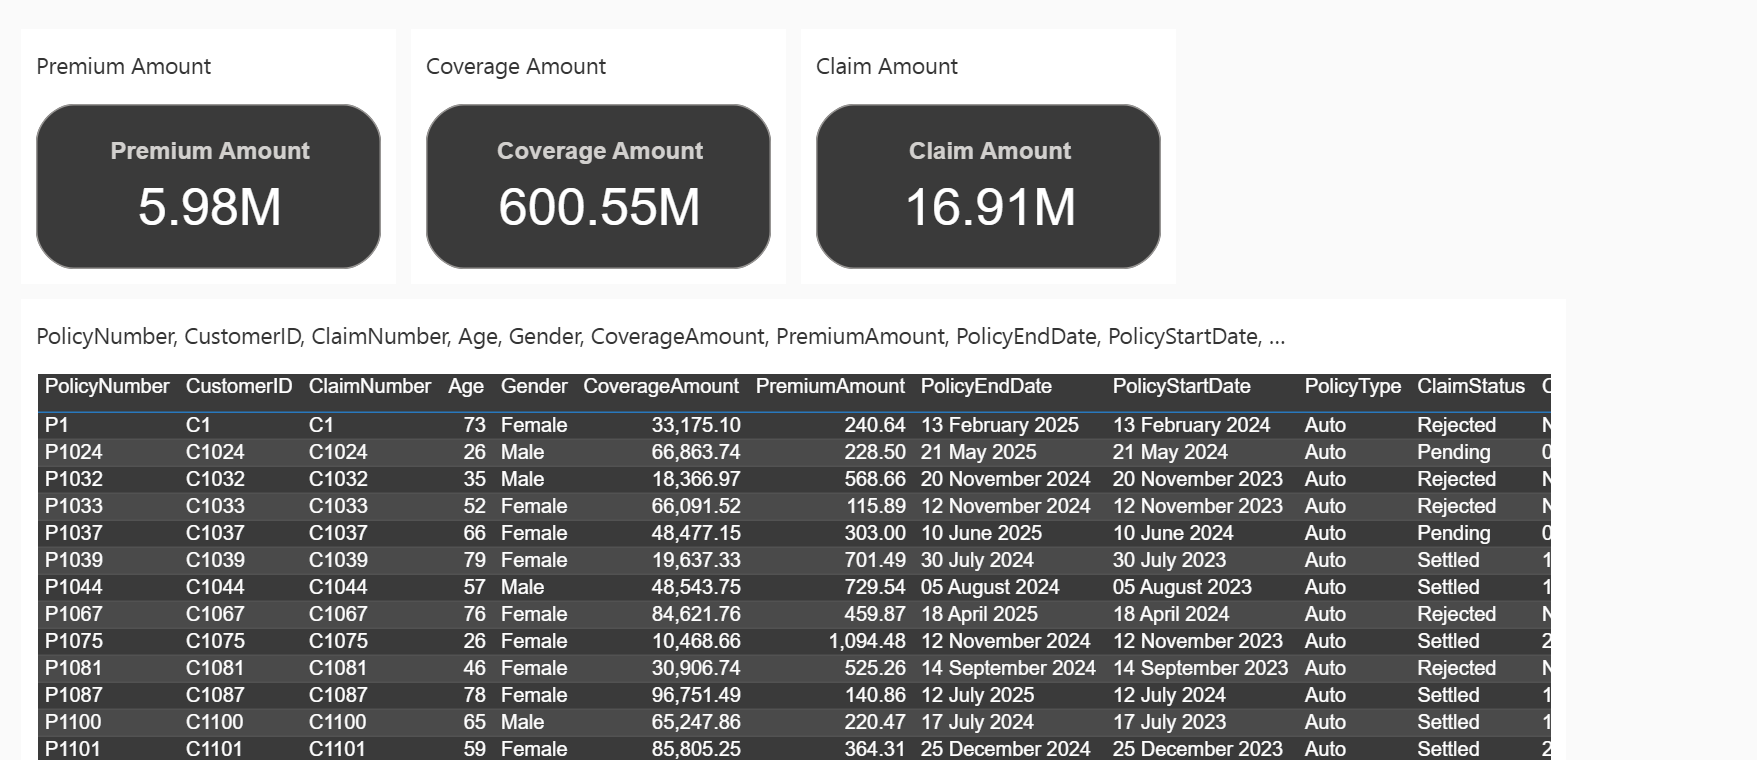 Premium Amount Coverage Amount Claim Amount
Premium Amount Coverage Amount Claim Amount
5.98M 600.55M 16.91M
PolicyNumber, CustomerID, ClaimNumber, Age, Gender, CoverageAmount, PremiumAmount, PolicyEndDate, PolicyStartDate, ...
PolicyNumber CustomerID ClaimNumber Age Gender CoverageAmount PremiumAmount PolicyEndDate PolicyStartDate PolicyType ClaimStatus
P1 C1 C1 73 Female 33,175.10 240.64 13 February 2025 13 February 2024 Auto Rejected
P1024 C1024 C1024 26 Male 66,863.74 228.50 21 May 2025 21 May 2024 Auto Pending
P1032 C1032 C1032 35 Male 18,366.97 568.66 20 November 2024 20 November 2023 Auto Rejected
P1033 C1033 C1033 52 Female 66,091.52 115.89 12 November 2024 12 November 2023 Auto Rejected
P1037 C1037 C1037 66 Female 48,477.15 303.00 10 June 2025 10 June 2024 Auto Pending
P1039 C1039 C1039 79 Female 19,637.33 701.49 30 July 2024 30 July 2023 Auto Settled
P1044 C1044 C1044 57 Male 48,543.75 729.54 05 August 2024 05 August 2023 Auto Settled
P1067 C1067 C1067 76 Female 84,621.76 459.87 18 April 2025 18 April 2024 Auto Rejected
P1075 C1075 C1075 26 Female 10,468.66 1,094.48 12 November 2024 12 November 2023 Auto Settled
P1081 C1081 C1081 46 Female 30,906.74 525.26 14 September 2024 14 September 2023 Auto Rejected
P1087 C1087 C1087 78 Female 96,751.49 140.86 12 July 2025 12 July 2024 Auto Settled
P1100 C1100 C1100 65 Male 65,247.86 220.47 17 July 2024 17 July 2023 Auto Settled
P1101 C1101 C1101 59 Female 85,805.25 364.31 25 December 2024 25 December 2023 Auto Settled